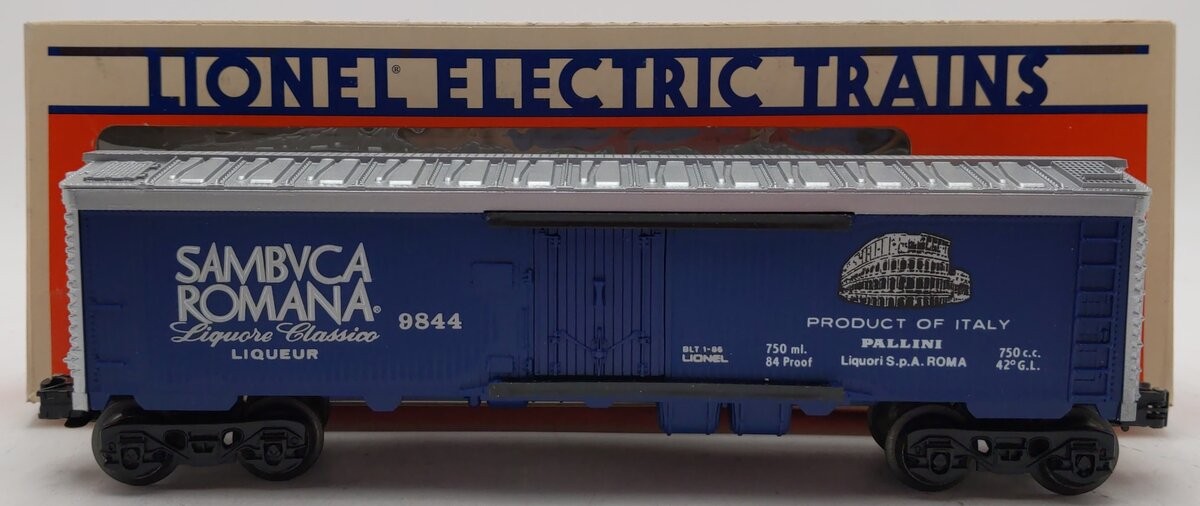 LIONEL® ELECTRIC TRAINS
SAMBVCA
ROMANA®
Liquore Classico
LIQUEUR
9844
BLT 1-86
LIONEL
750 ml.
84 Proof
PRODUCT OF ITALY
PALLINI
Liquori S.p.A. ROMA
750 c.c.
42° G.L.